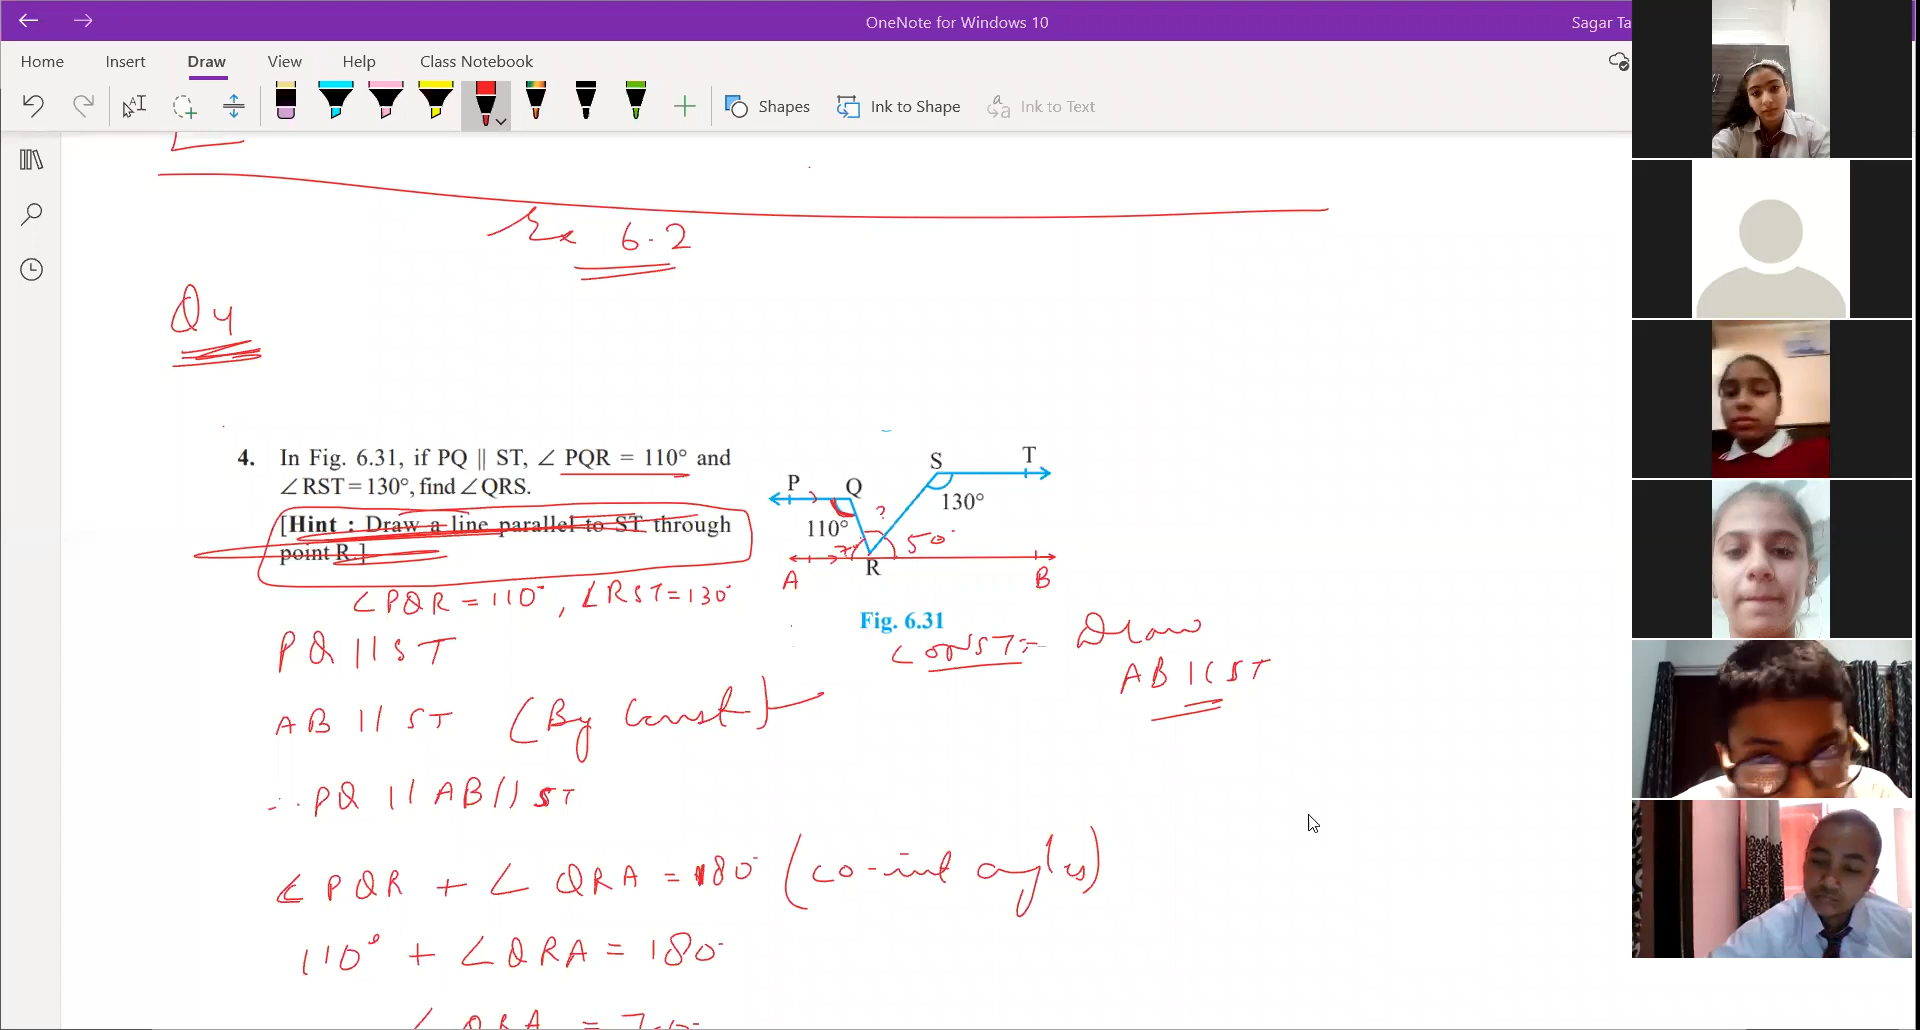 OneNote for Windows 10
Sagar Ta
Home Insert Draw View Help Class Notebook
Shapes Ink to Shape Ink to Text
Ex 6.2
Q4
4. In Fig. 6.31, if PQ || ST, ∠ PQR = 110° and
∠ RST = 130°, find ∠ QRS.
[Hint : Draw a line parallel to ST through
point R.]
P Q S T
110° ? 130°
70° 50°
A R B
Fig. 6.31
∠PQR = 110°, ∠RST = 130°
CONST:- Draw
AB || ST
PQ || ST
AB || ST (By Const)
∴ PQ || AB || ST
∠PQR + ∠QRA = 180° (co-int angles)
110° + ∠QRA = 180°
∠QRA = 70°